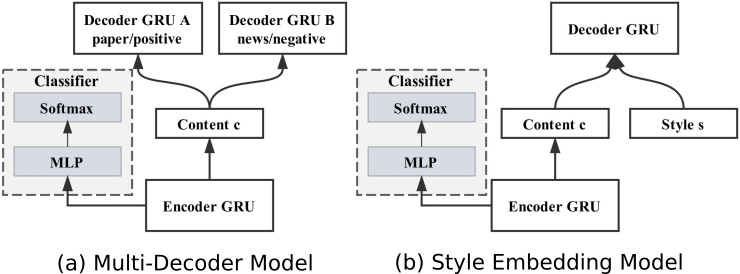 Decoder GRU A
paper/positive
Decoder GRU B
news/negative
Classifier
Softmax
MLP
Content c
Encoder GRU
(a) Multi-Decoder Model
Decoder GRU
Classifier
Softmax
MLP
Content c
Style s
Encoder GRU
(b) Style Embedding Model